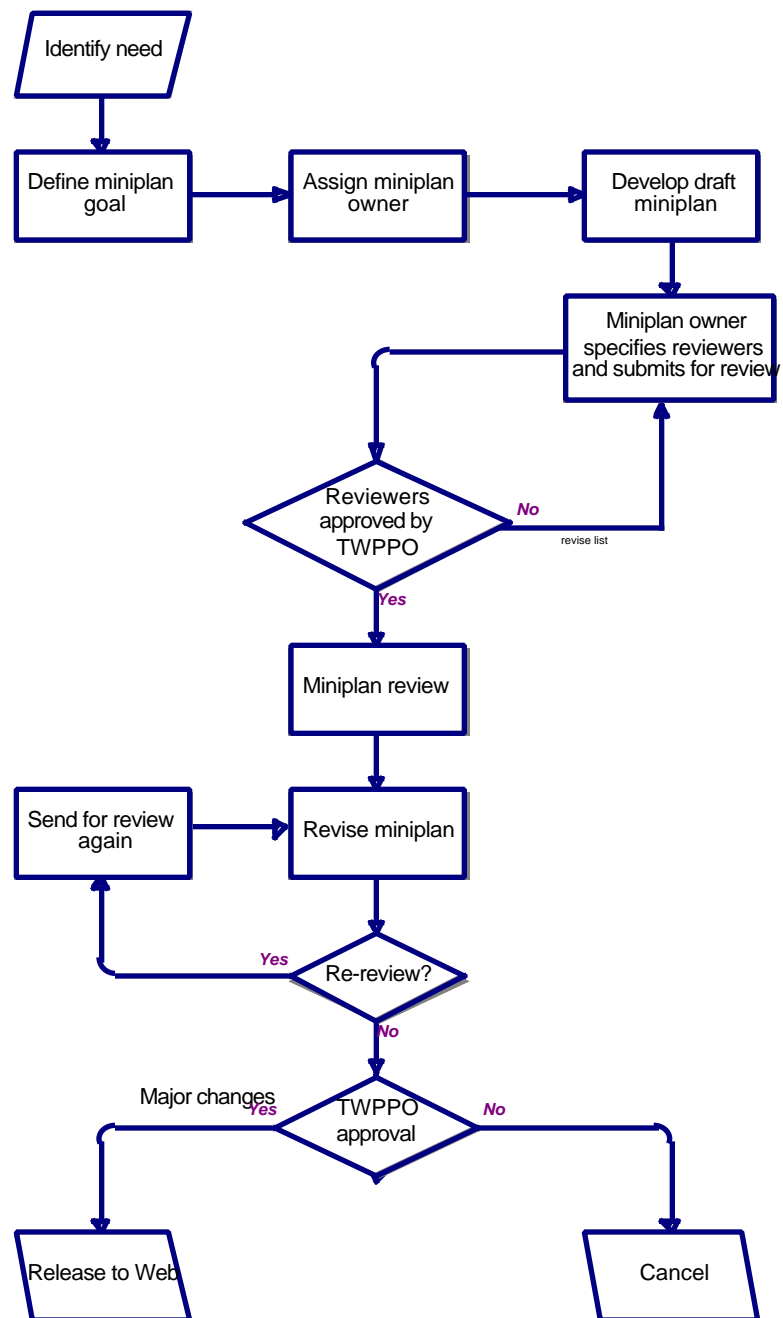 Identify need
Define miniplan
goal
Assign miniplan
owner
Develop draft
miniplan
Miniplan owner
specifies reviewers
and submits for review
Reviewers
approved by
TWPPO
No
revise list
Yes
Miniplan review
Send for review
again
Revise miniplan
Yes
Re-review?
No
Major changes
Yes
TWPPO
approval
No
Release to Web
Cancel